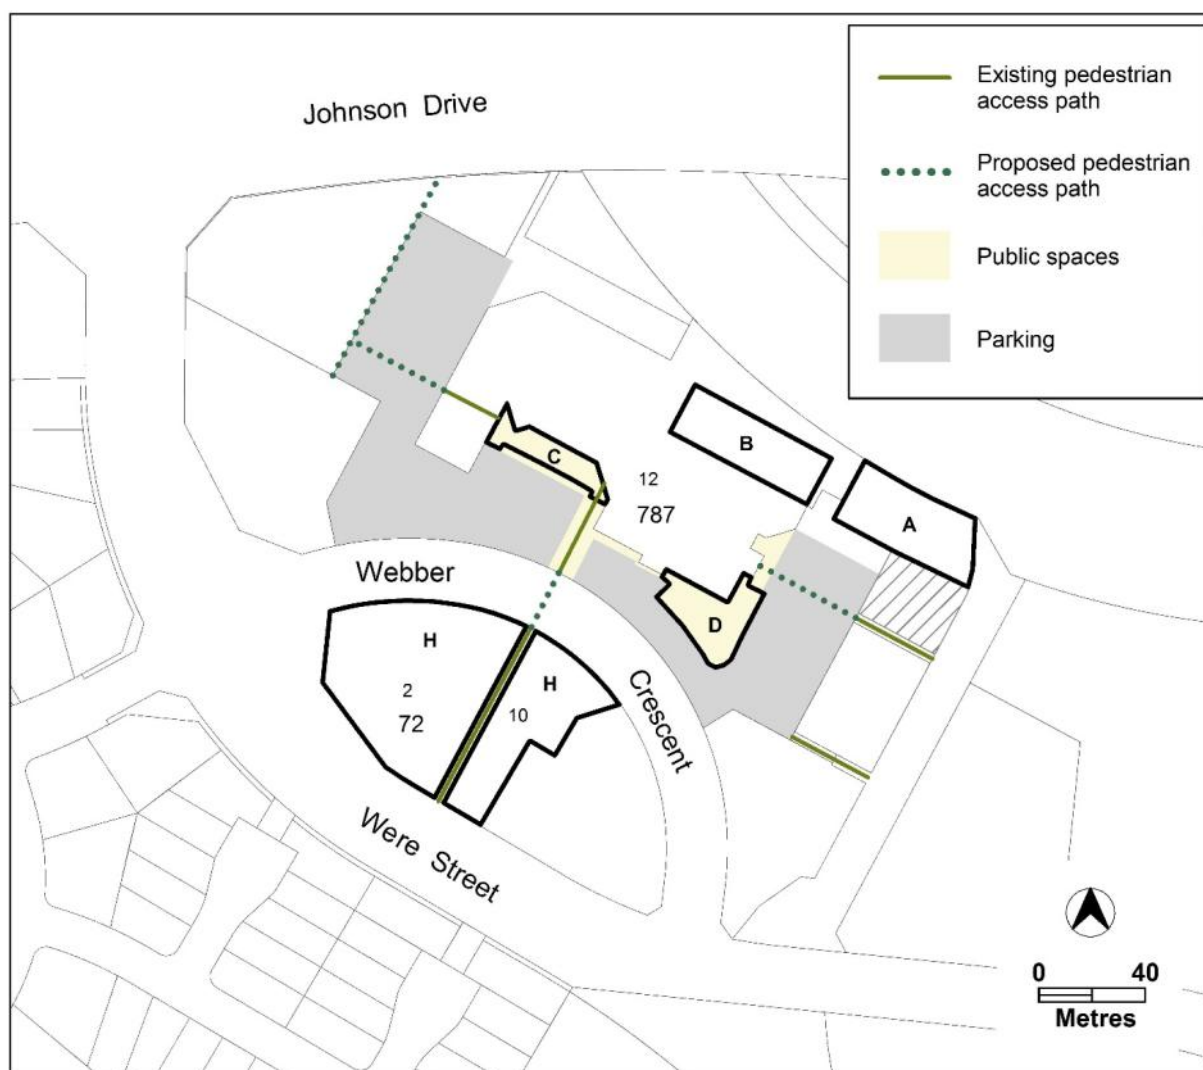 Johnson Drive
Existing pedestrian
access path
Proposed pedestrian
access path
Public spaces
Parking
B
C
12
787
A
Webber
D
H
H
2
10
72
Crescent
Were Street
0 40
Metres